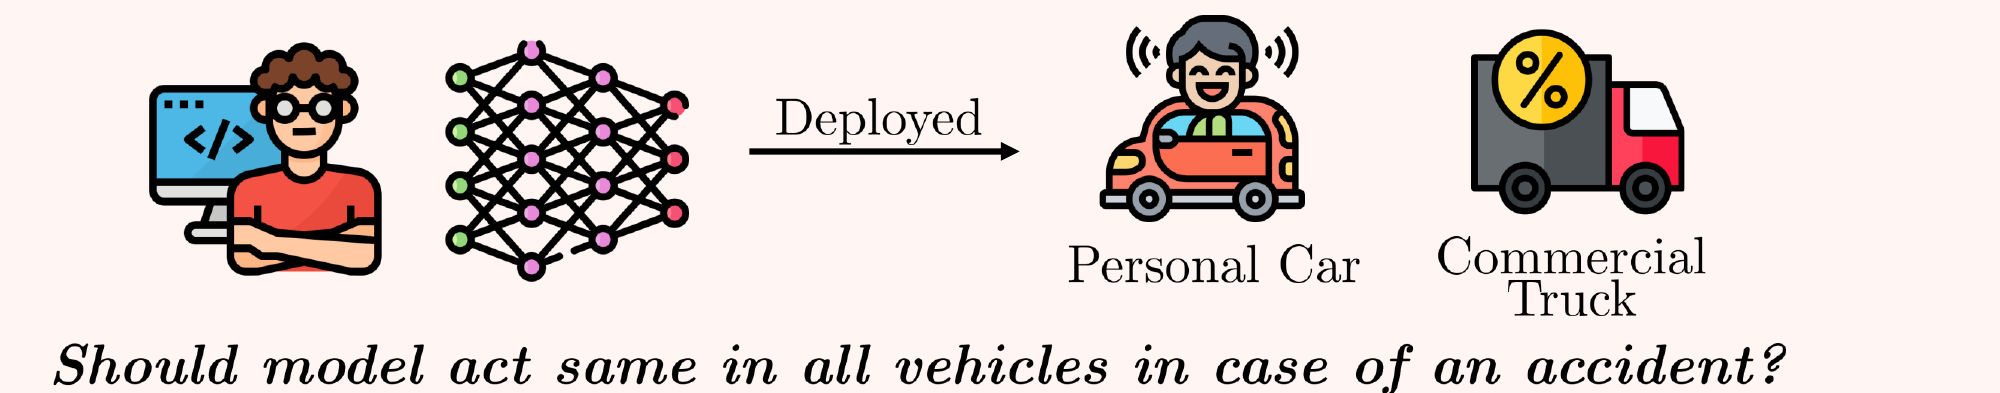 </>
Deployed
%
Personal Car
Commercial
Truck
Should model act same in all vehicles in case of an accident?